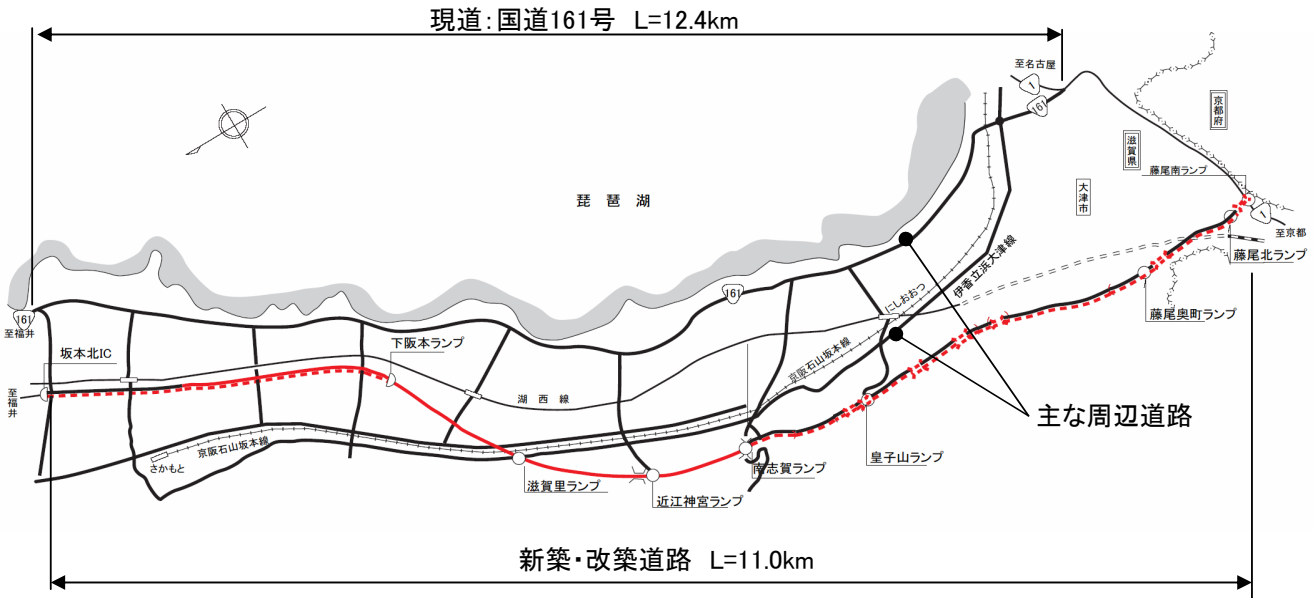 現道：国道161号 L=12.4km
至名古屋
1
161
京都府
滋賀県
藤尾南ランプ
大津市
琵琶湖
1
至京都
藤尾北ランプ
伊香立浜大津線
161
にしおおつ
藤尾奥町ランプ
161
至福井
坂本北IC
下阪本ランプ
京阪石山坂本線
主な周辺道路
至福井
湖西線
京阪石山坂本線
さかもと
滋賀里ランプ
近江神宮ランプ
南志賀ランプ
皇子山ランプ
新築・改築道路 L=11.0km